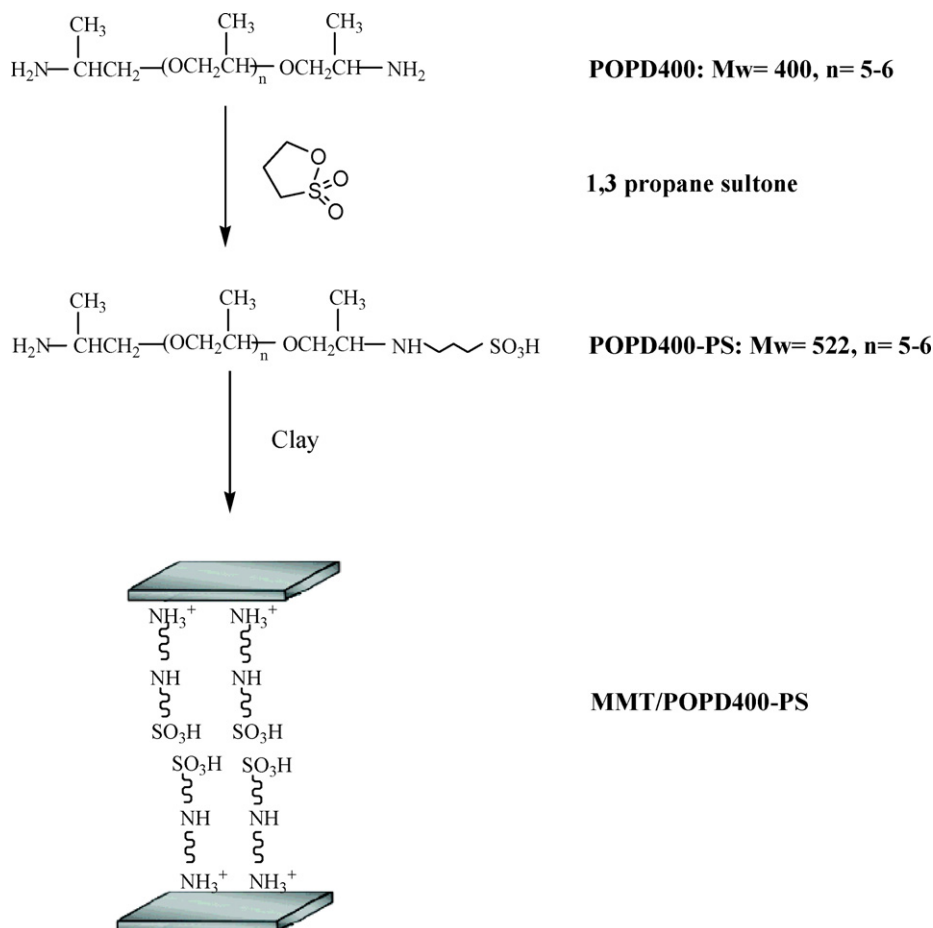 CH₃ CH₃ CH₃
H₂N—CHCH₂—(OCH₂CH)ₙ—OCH₂CH—NH₂
POPD400: Mw= 400, n= 5-6
O
S O
O
1,3 propane sultone
CH₃ CH₃ CH₃
H₂N—CHCH₂—(OCH₂CH)ₙ—OCH₂CH—NH SO₃H
POPD400-PS: Mw= 522, n= 5-6
Clay
NH₃⁺ NH₃⁺
NH NH
SO₃H SO₃H
MMT/POPD400-PS
SO₃H SO₃H
NH NH
NH₃⁺ NH₃⁺